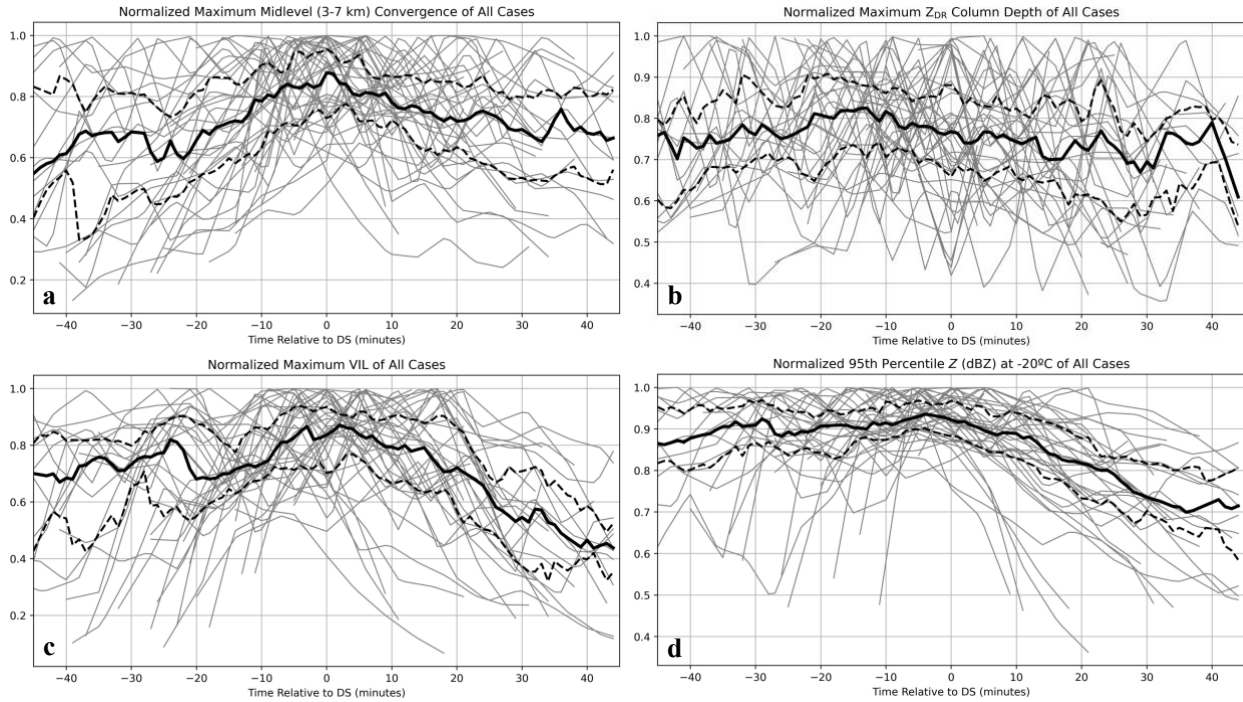 Normalized Maximum Midlevel (3-7 km) Convergence of All Cases
1.0
0.8
0.6
0.4
0.2
a
−40 −30 −20 −10 0 10 20 30 40
Time Relative to DS (minutes)
Normalized Maximum ZDR Column Depth of All Cases
1.0
0.9
0.8
0.7
0.6
0.5
0.4
b
−40 −30 −20 −10 0 10 20 30 40
Time Relative to DS (minutes)
Normalized Maximum VIL of All Cases
1.0
0.8
0.6
0.4
0.2
c
−40 −30 −20 −10 0 10 20 30 40
Time Relative to DS (minutes)
Normalized 95th Percentile Z (dBZ) at -20ºC of All Cases
1.0
0.9
0.8
0.7
0.6
0.5
0.4
d
−40 −30 −20 −10 0 10 20 30 40
Time Relative to DS (minutes)